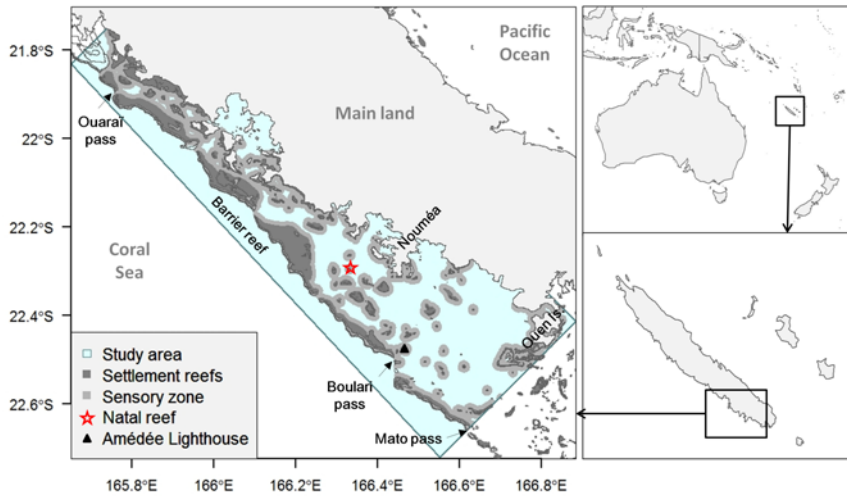 21.8°S
22°S
22.2°S
22.4°S
22.6°S
Pacific
Ocean
Main land
Ouaraï
pass
Barrier reef
Nouméa
Coral
Sea
Ouen Is.
Boulari
pass
Mato pass
Study area
Settlement reefs
Sensory zone
Natal reef
Amédée Lighthouse
165.8°E
166°E
166.2°E
166.4°E
166.6°E
166.8°E